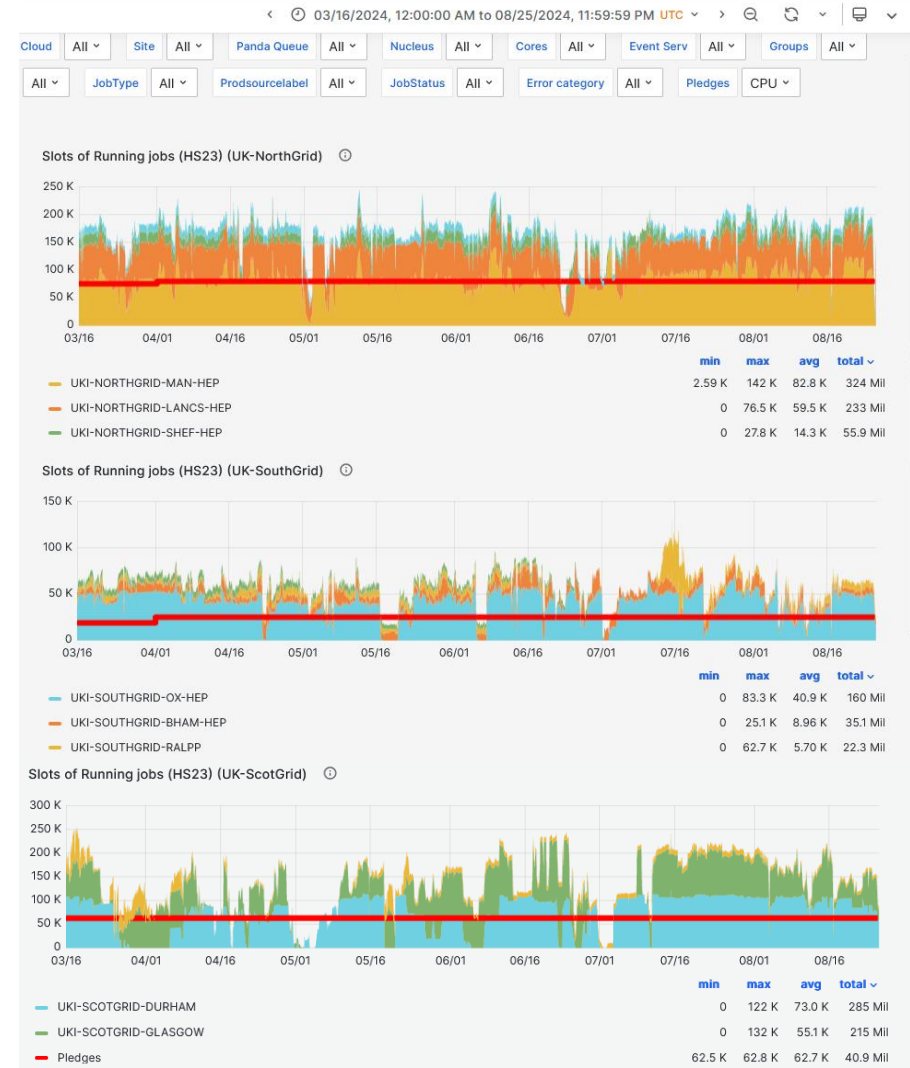 03/16/2024, 12:00:00 AM to 08/25/2024, 11:59:59 PM UTC
Cloud All Site All Panda Queue All Nucleus All Cores All Event Serv All Groups All
All JobType All Prodsourcelabel All JobStatus All Error category All Pledges CPU
Slots of Running jobs (HS23) (UK-NorthGrid)
250 K
200 K
150 K
100 K
50 K
0
03/16 04/01 04/16 05/01 05/16 06/01 06/16 07/01 07/16 08/01 08/16
min max avg total
UKI-NORTHGRID-MAN-HEP 2.59 K 142 K 82.8 K 324 Mil
UKI-NORTHGRID-LANCS-HEP 0 76.5 K 59.5 K 233 Mil
UKI-NORTHGRID-SHEF-HEP 0 27.8 K 14.3 K 55.9 Mil
Slots of Running jobs (HS23) (UK-SouthGrid)
150 K
100 K
50 K
0
03/16 04/01 04/16 05/01 05/16 06/01 06/16 07/01 07/16 08/01 08/16
min max avg total
UKI-SOUTHGRID-OX-HEP 0 83.3 K 40.9 K 160 Mil
UKI-SOUTHGRID-BHAM-HEP 0 25.1 K 8.96 K 35.1 Mil
UKI-SOUTHGRID-RALPP 0 62.7 K 5.70 K 22.3 Mil
Slots of Running jobs (HS23) (UK-ScotGrid)
300 K
250 K
200 K
150 K
100 K
50 K
0
03/16 04/01 04/16 05/01 05/16 06/01 06/16 07/01 07/16 08/01 08/16
min max avg total
UKI-SCOTGRID-DURHAM 0 122 K 73.0 K 285 Mil
UKI-SCOTGRID-GLASGOW 0 132 K 55.1 K 215 Mil
Pledges 62.5 K 62.8 K 62.7 K 40.9 Mil